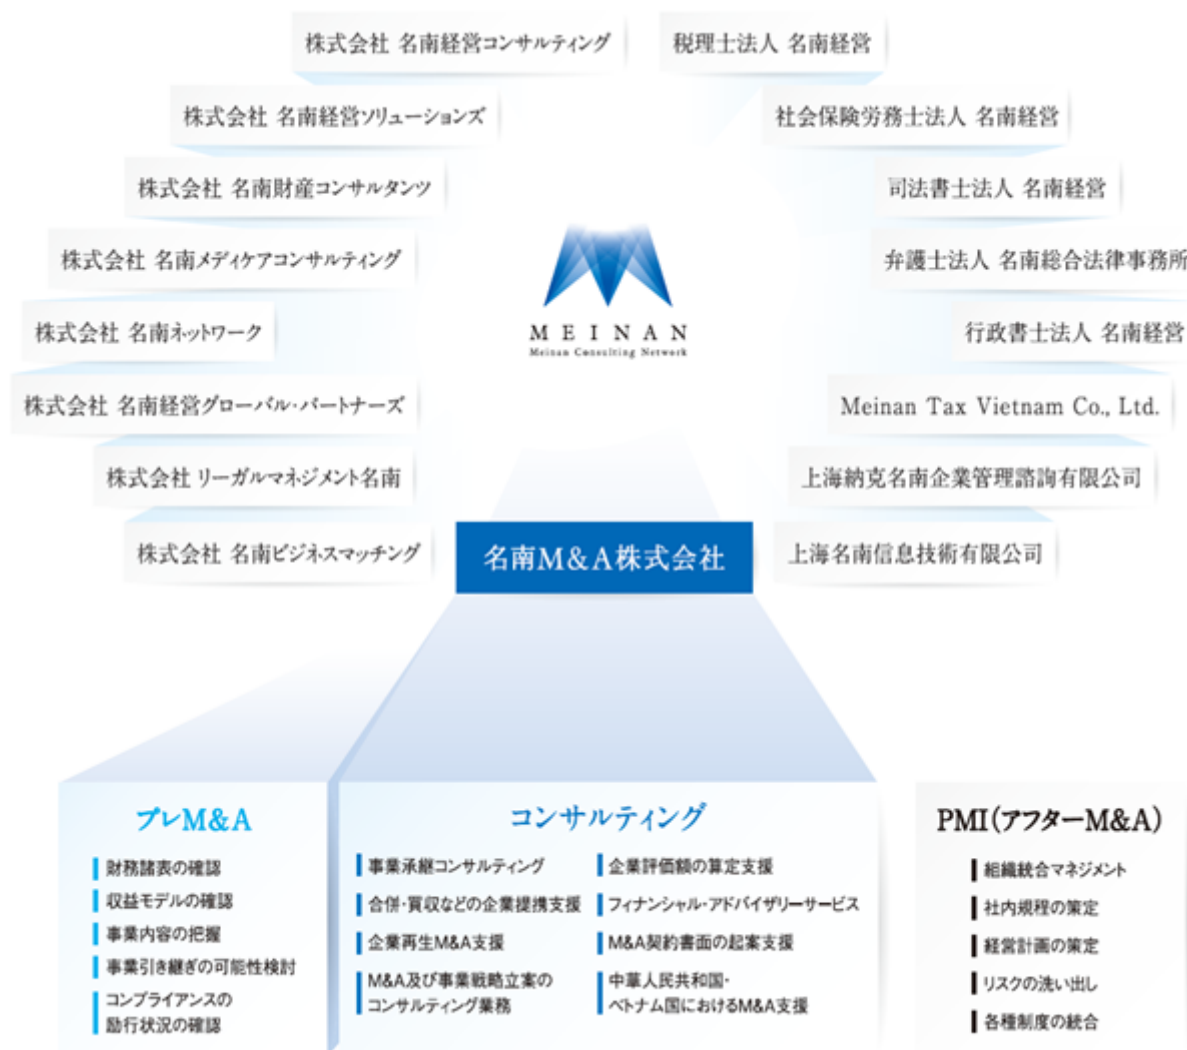 株式会社 名南経営コンサルティング
税理士法人 名南経営
株式会社 名南経営ソリューションズ
社会保険労務士法人 名南経営
株式会社 名南財産コンサルタンツ
司法書士法人 名南経営
株式会社 名南メディケアコンサルティング
弁護士法人 名南総合法律事務所
株式会社 名南ネットワーク
行政書士法人 名南経営
MEINAN
Meinan Consulting Network
株式会社 名南経営グローバル・パートナーズ
Meinan Tax Vietnam Co., Ltd.
株式会社 リーガルマネジメント名南
上海納克名南企業管理諮詢有限公司
株式会社 名南ビジネスマッチング
名南M&A株式会社
上海名南信息技術有限公司
プレM&A
財務諸表の確認
収益モデルの確認
事業内容の把握
事業引き継ぎの可能性検討
コンプライアンスの
励行状況の確認
コンサルティング
事業承継コンサルティング
合併・買収などの企業提携支援
企業再生M&A支援
M&A及び事業戦略立案の
コンサルティング業務
企業評価額の算定支援
フィナンシャル・アドバイザリーサービス
M&A契約書面の起案支援
中華人民共和国・
ベトナム国におけるM&A支援
PMI(アフターM&A)
組織統合マネジメント
社内規程の策定
経営計画の策定
リスクの洗い出し
各種制度の統合